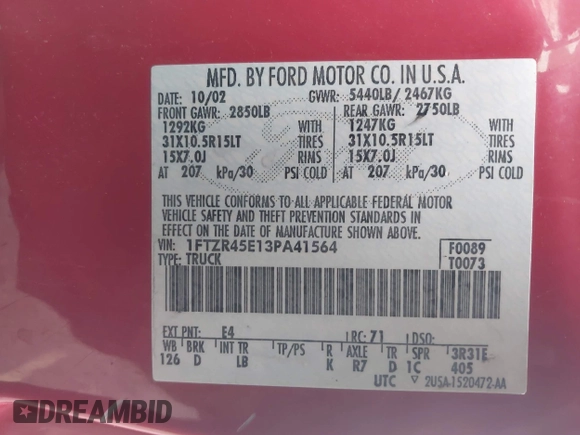 MFD. BY FORD MOTOR CO. IN U.S.A.
DATE: 10/02 GVWR: 5440LB/ 2467KG
FRONT GAWR: 2850LB REAR GAWR: 2750LB
1292KG WITH 1247KG WITH
31X10.5R15LT TIRES 31X10.5R15LT TIRES
15X7.0J RIMS 15X7.0J RIMS
AT 207 kPa/30 PSI COLD AT 207 kPa/30 PSI COLD
THIS VEHICLE CONFORMS TO ALL APPLICABLE FEDERAL MOTOR
VEHICLE SAFETY AND THEFT PREVENTION STANDARDS IN
EFFECT ON THE DATE OF MANUFACTURE SHOWN ABOVE.
VIN: 1FTZR45E13PA41564 F0089
TYPE: TRUCK T0073
EXT PNT: E4 RC: 71 DSO:
WB BRK INT TR TP/PS R AXLE TR SPR 3R31E
126 D LB K R7 D 1C 405
UTC ▽ 2USA-1520472-AA
DREAMBID